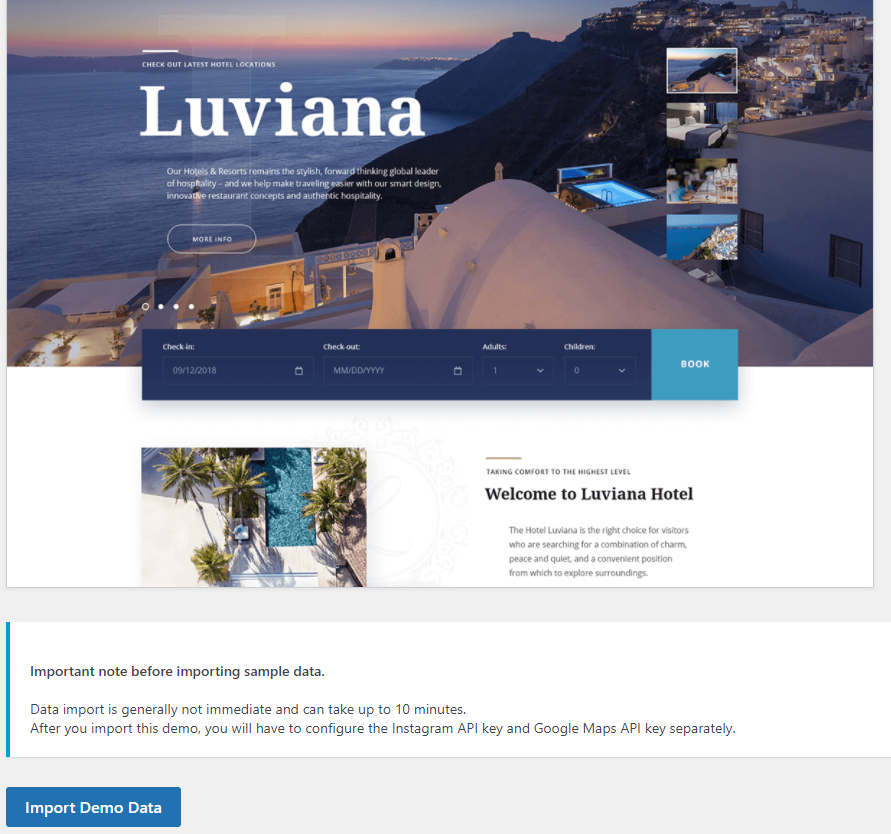 CHECK OUT LATEST HOTEL LOCATIONS
Luviana
Our Hotels & Resorts remains the stylish, forward thinking global leader
of hospitality – and we help make traveling easier with our smart design,
innovative restaurant concepts and authentic hospitality.
MORE INFO
Check-in:
Check-out:
Adults:
Children:
09/12/2018
MM/DD/YYYY
1
0
BOOK
TAKING COMFORT TO THE HIGHEST LEVEL
Welcome to Luviana Hotel
The Hotel Luviana is the right choice for visitors
who are searching for a combination of charm,
peace and quiet, and a convenient position
from which to explore surroundings.
Important note before importing sample data.
Data import is generally not immediate and can take up to 10 minutes.
After you import this demo, you will have to configure the Instagram API key and Google Maps API key separately.
Import Demo Data